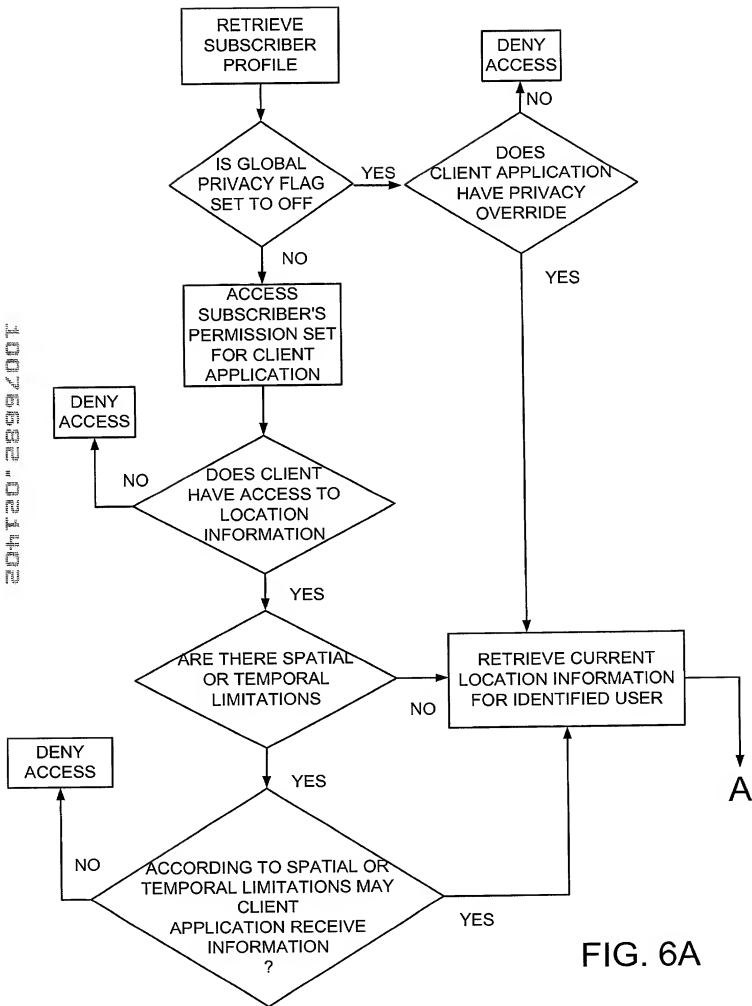 RETRIEVE
SUBSCRIBER
PROFILE
DENY
ACCESS
NO
IS GLOBAL
PRIVACY FLAG
SET TO OFF
YES
DOES
CLIENT APPLICATION
HAVE PRIVACY
OVERRIDE
NO
YES
ACCESS
SUBSCRIBER'S
PERMISSION SET
FOR CLIENT
APPLICATION
DENY
ACCESS
NO
DOES CLIENT
HAVE ACCESS TO
LOCATION
INFORMATION
YES
ARE THERE SPATIAL
OR TEMPORAL
LIMITATIONS
NO
RETRIEVE CURRENT
LOCATION INFORMATION
FOR IDENTIFIED USER
A
DENY
ACCESS
YES
NO
ACCORDING TO SPATIAL OR
TEMPORAL LIMITATIONS MAY
CLIENT
APPLICATION RECEIVE
INFORMATION
?
YES
FIG. 6A
10076682.021402